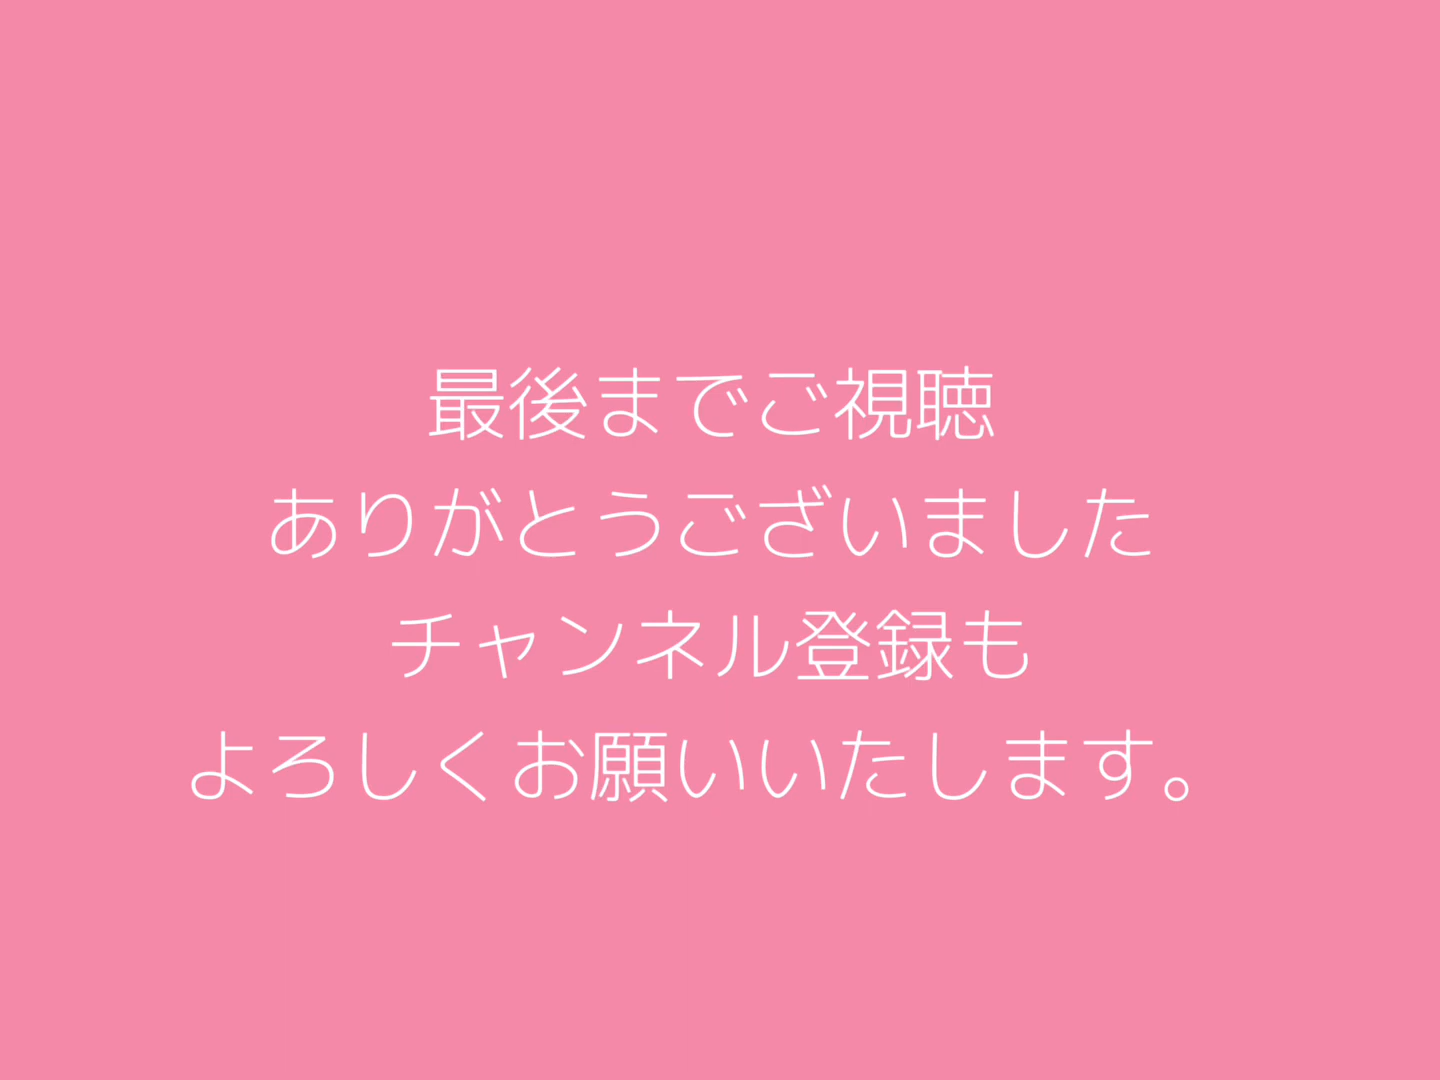 最後までご視聴
ありがとうございました
チャンネル登録も
よろしくお願いいたします。